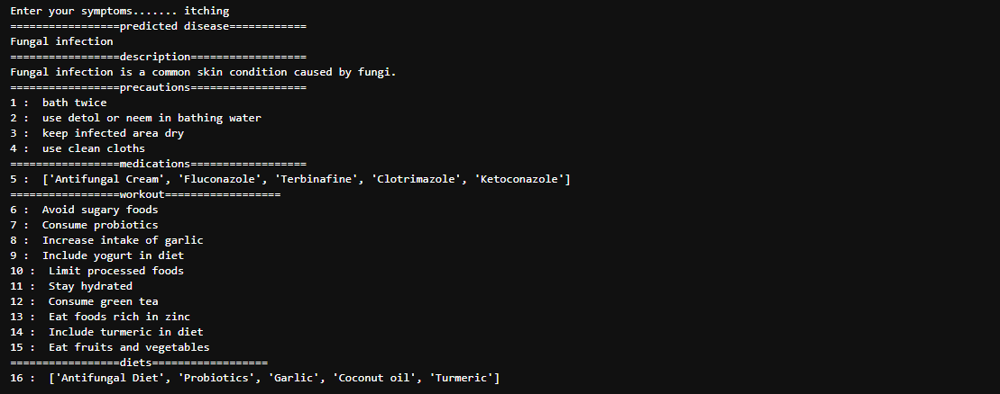 Enter your symptoms....... itching
=================predicted disease============
Fungal infection
=================description==================
Fungal infection is a common skin condition caused by fungi.
=================precautions==================
1 :  bath twice
2 :  use detol or neem in bathing water
3 :  keep infected area dry
4 :  use clean cloths
=================medications==================
5 :  ['Antifungal Cream', 'Fluconazole', 'Terbinafine', 'Clotrimazole', 'Ketoconazole']
=================workout==================
6 :  Avoid sugary foods
7 :  Consume probiotics
8 :  Increase intake of garlic
9 :  Include yogurt in diet
10 :  Limit processed foods
11 :  Stay hydrated
12 :  Consume green tea
13 :  Eat foods rich in zinc
14 :  Include turmeric in diet
15 :  Eat fruits and vegetables
=================diets==================
16 :  ['Antifungal Diet', 'Probiotics', 'Garlic', 'Coconut oil', 'Turmeric']